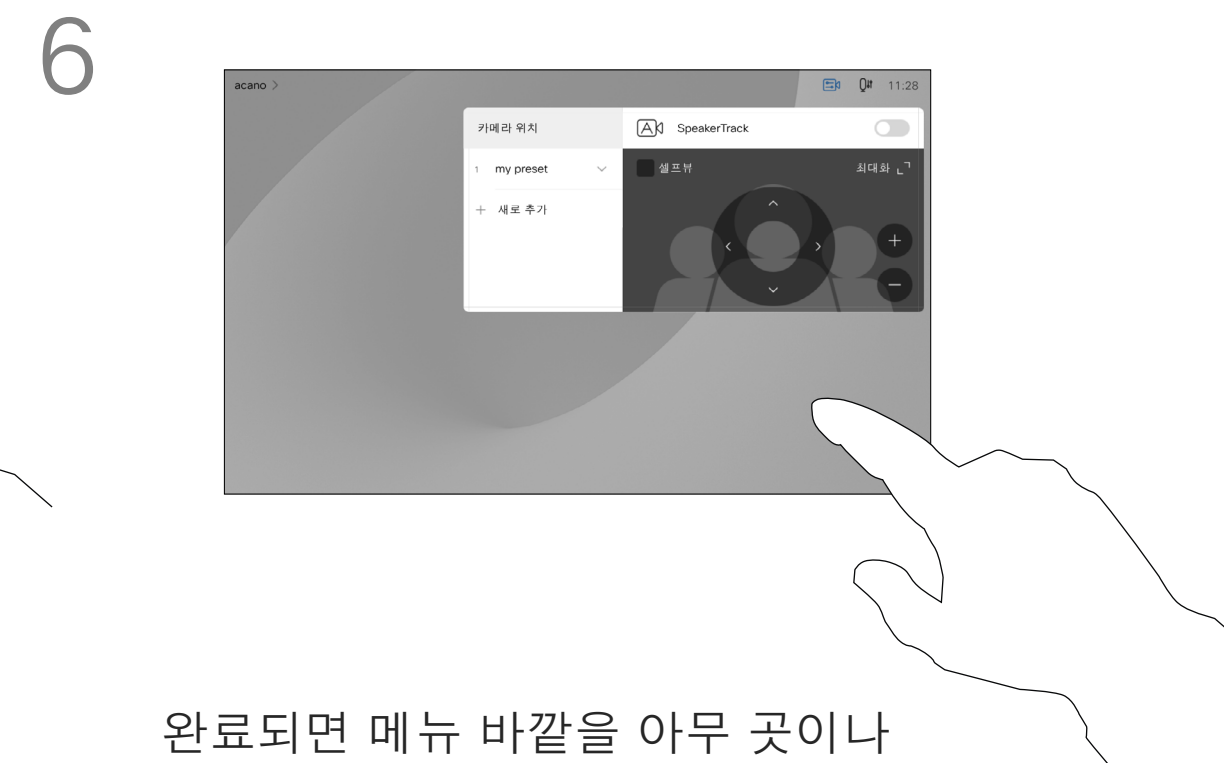 6
acano >
11:28
카메라 위치
SpeakerTrack
1 my preset
셀프뷰
최대화
+ 새로 추가
완료되면 메뉴 바깥을 아무 곳이나